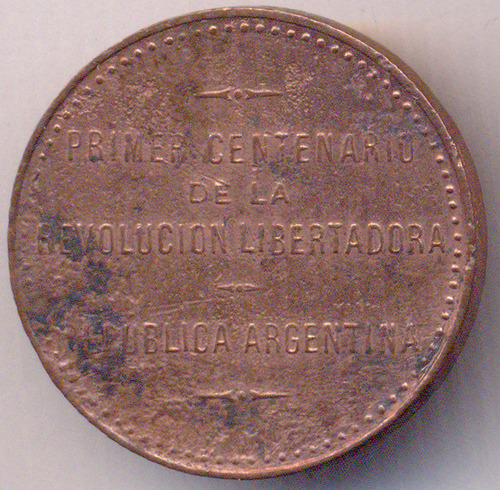 PRIMER CENTENARIO
DE LA
REVOLUCION LIBERTADORA
REPUBLICA ARGENTINA